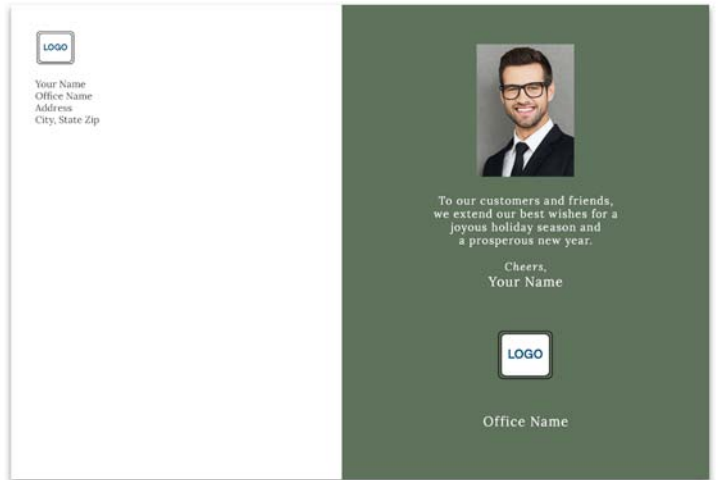 LOGO
Your Name
Office Name
Address
City, State Zip
To our customers and friends,
we extend our best wishes for a
joyous holiday season and
a prosperous new year.
Cheers,
Your Name
LOGO
Office Name